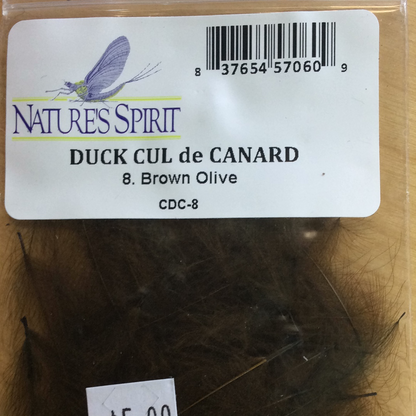 8 37654 57060 9
NATURE'S SPIRIT
DUCK CUL de CANARD
8. Brown Olive
CDC-8